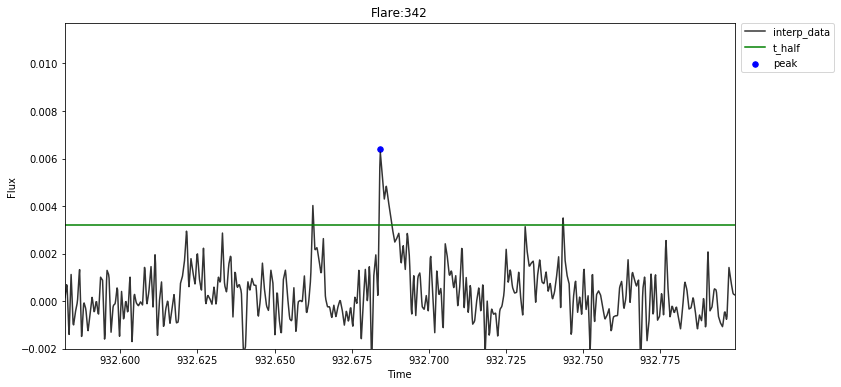 Flare:342
interp_data
t_half
peak
0.010
0.008
0.006
0.004
0.002
0.000
−0.002
Flux
932.600
932.625
932.650
932.675
932.700
932.725
932.750
932.775
Time